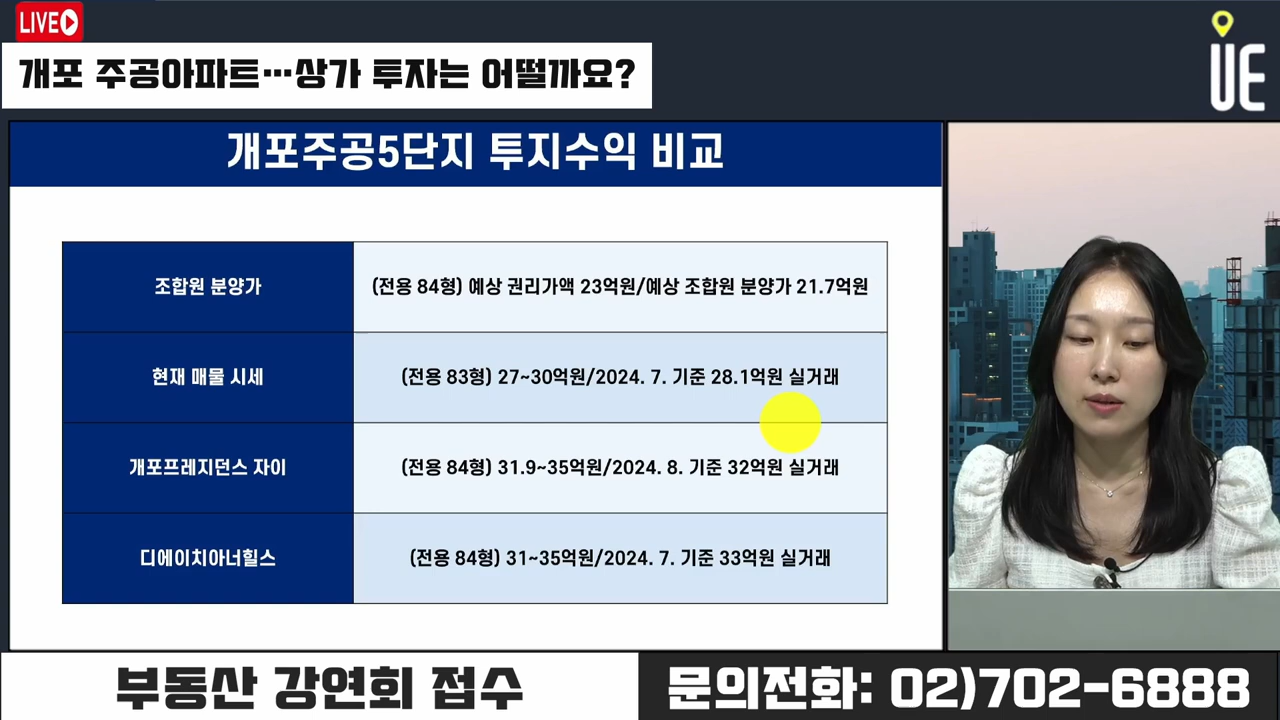 LIVE
개포 주공아파트…상가 투자는 어떨까요?
UE
개포주공5단지 투지수익 비교
조합원 분양가
(전용 84형) 예상 권리가액 23억원/예상 조합원 분양가 21.7억원
현재 매물 시세
(전용 83형) 27~30억원/2024. 7. 기준 28.1억원 실거래
개포프레지던스 자이
(전용 84형) 31.9~35억원/2024. 8. 기준 32억원 실거래
디에이치아너힐스
(전용 84형) 31~35억원/2024. 7. 기준 33억원 실거래
부동산 강연회 접수
문의전화: 02)702-6888